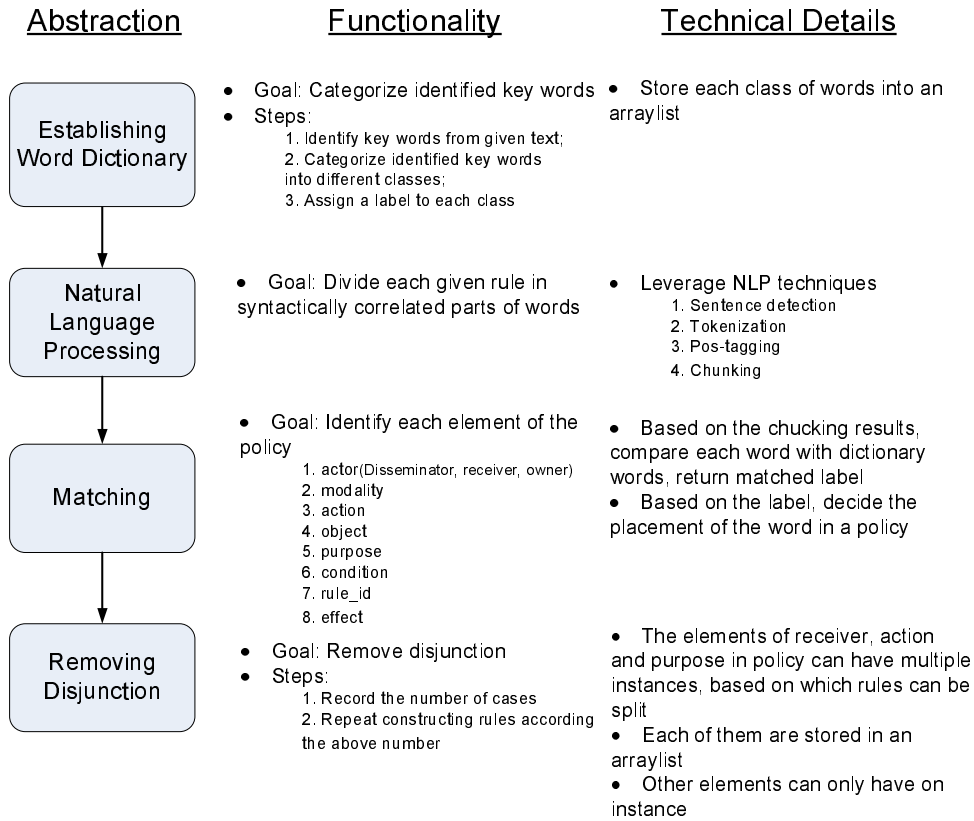 Abstraction
Functionality
Technical Details
Establishing
Word Dictionary
• Goal: Categorize identified key words
• Steps:
1. Identify key words from given text;
2. Categorize identified key words
into different classes;
3. Assign a label to each class
• Store each class of words into an
arraylist
Natural
Language
Processing
• Goal: Divide each given rule in
syntactically correlated parts of words
• Leverage NLP techniques
1. Sentence detection
2. Tokenization
3. Pos-tagging
4. Chunking
Matching
• Goal: Identify each element of the
policy
1. actor(Disseminator, receiver, owner)
2. modality
3. action
4. object
5. purpose
6. condition
7. rule_id
8. effect
• Based on the chucking results,
compare each word with dictionary
words, return matched label
• Based on the label, decide the
placement of the word in a policy
Removing
Disjunction
• Goal: Remove disjunction
• Steps:
1. Record the number of cases
2. Repeat constructing rules according
the above number
• The elements of receiver, action
and purpose in policy can have multiple
instances, based on which rules can be
split
• Each of them are stored in an
arraylist
• Other elements can only have on
instance